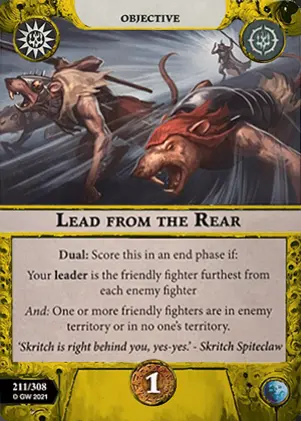 OBJECTIVE
LEAD FROM THE REAR
Dual: Score this in an end phase if:
Your leader is the friendly fighter furthest from
each enemy fighter
And: One or more friendly fighters are in enemy
territory or in no one's territory.
'Skritch is right behind you, yes-yes.' - Skritch Spiteclaw
211/308
© GW 2021
1